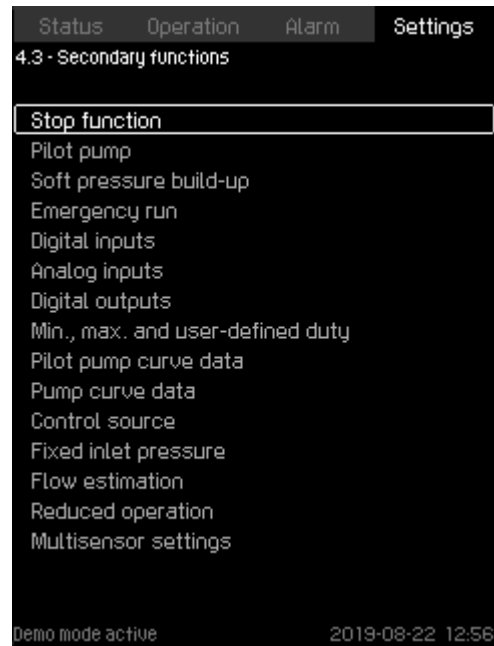 Status Operation Alarm Settings
4.3 - Secondary functions
Stop function
Pilot pump
Soft pressure build-up
Emergency run
Digital inputs
Analog inputs
Digital outputs
Min., max. and user-defined duty
Pilot pump curve data
Pump curve data
Control source
Fixed inlet pressure
Flow estimation
Reduced operation
Multisensor settings
Demo mode active 2019-08-22 12:56